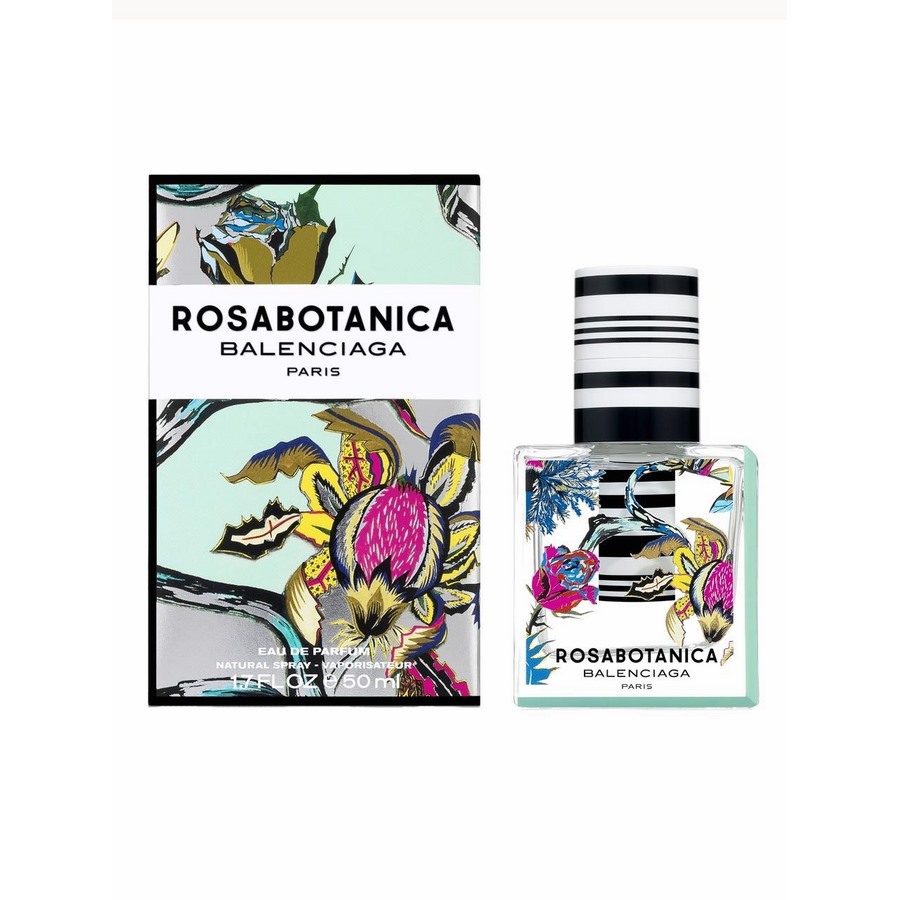 ROSABOTANICA
BALENCIAGA
PARIS
EAU DE PARFUM
NATURAL SPRAY - VAPORISATEUR
1.7 FL OZ ℮ 50 ml
ROSABOTANICA
BALENCIAGA
PARIS